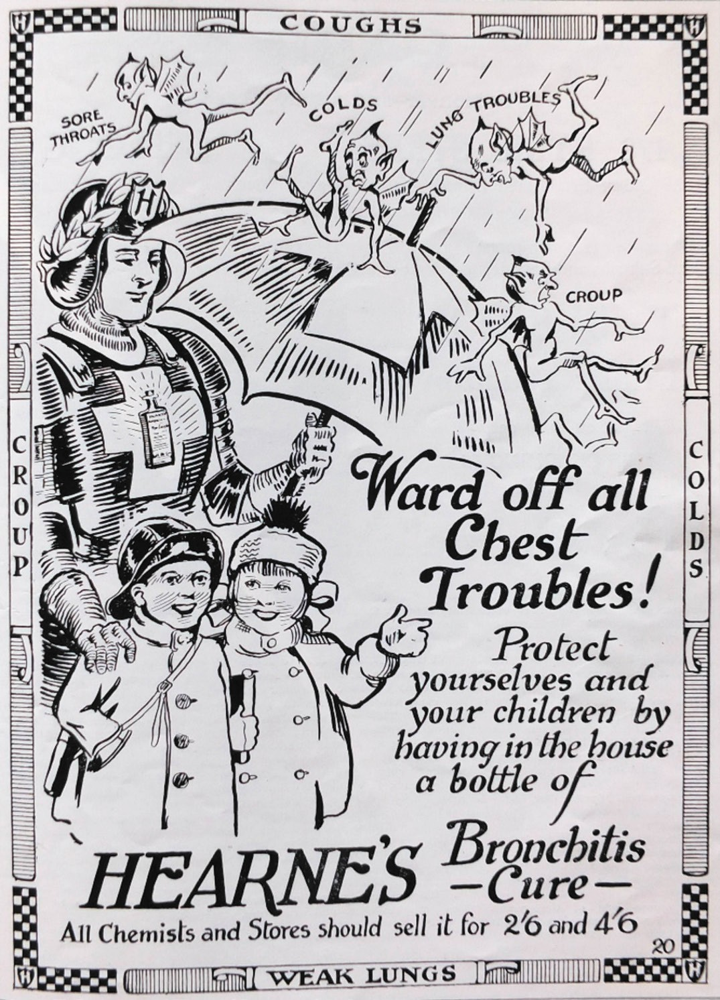 COUGHS
SORE
THROATS
COLDS
LUNG TROUBLES
CROUP
H
CROUP
COLDS
Ward off all
Chest
Troubles!
Protect
yourselves and
your children by
having in the house
a bottle of
HEARNE'S Bronchitis
-Cure-
All Chemists and Stores should sell it for 2'6 and 4'6
20
WEAK LUNGS
H
H
H
H